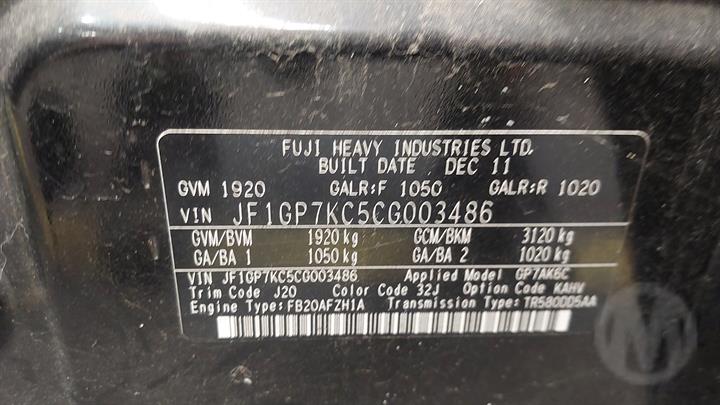 FUJI HEAVY INDUSTRIES LTD.
BUILT DATE DEC 11
GVM 1920 GALR:F 1050 GALR:R 1020
VIN JF1GP7KC5CG003486
GVM/BVM 1920 kg GCM/BKM 3120 kg
GA/BA 1 1050 kg GA/BA 2 1020 kg
VIN JF1GP7KC5CG003486 Applied Model GP7AK6C
Trim Code J20 Color Code 32J Option Code KAHV
Engine Type:FB20AFZH1A Transmission Type:TR580DD5AA
M